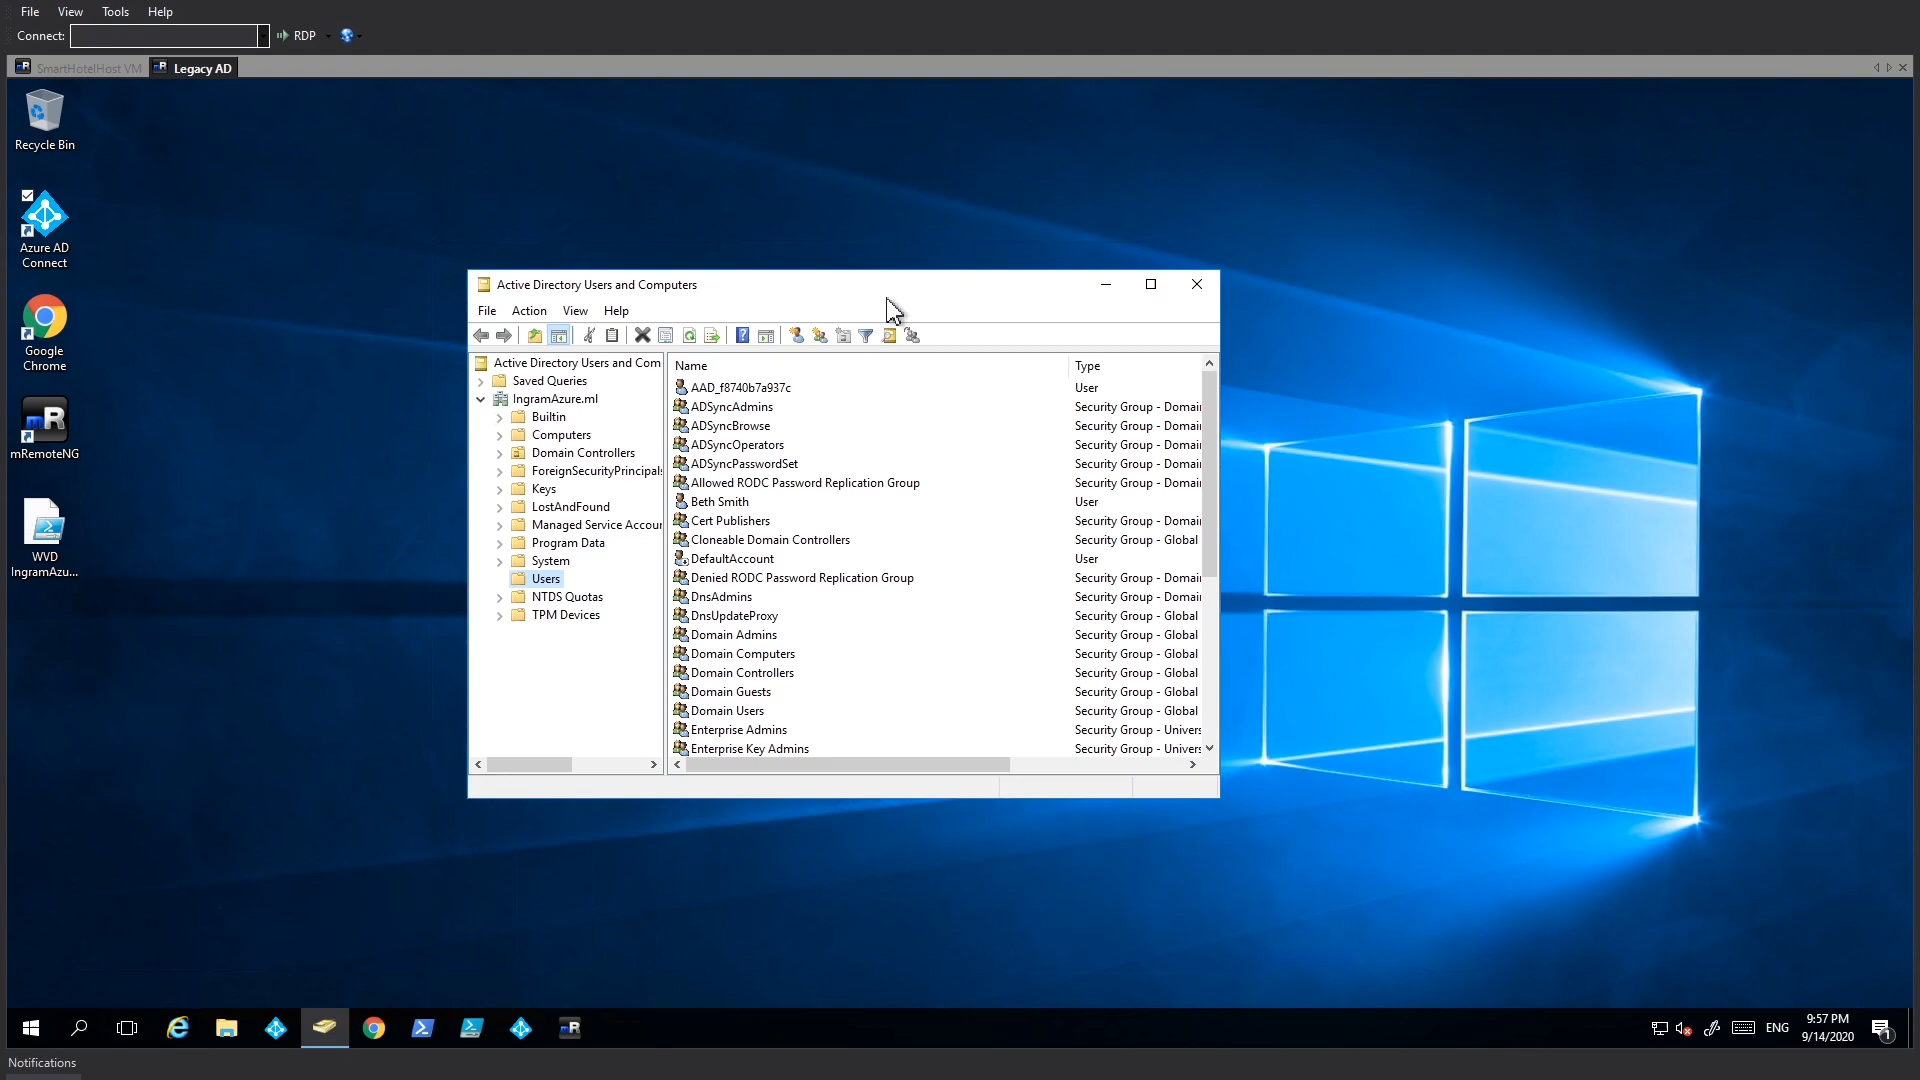 File View Tools Help
Connect: RDP
SmartHotelHost VM Legacy AD
Recycle Bin
Azure AD
Connect
Google
Chrome
mRemoteNG
WVD
IngramAzu...
Active Directory Users and Computers
File Action View Help
Active Directory Users and Com
Saved Queries
IngramAzure.ml
Builtin
Computers
Domain Controllers
ForeignSecurityPrincipals
Keys
LostAndFound
Managed Service Accour
Program Data
System
Users
NTDS Quotas
TPM Devices
Name Type
AAD_f8740b7a937c User
ADSyncAdmins Security Group - Domai
ADSyncBrowse Security Group - Domai
ADSyncOperators Security Group - Domai
ADSyncPasswordSet Security Group - Domai
Allowed RODC Password Replication Group Security Group - Domai
Beth Smith User
Cert Publishers Security Group - Domai
Cloneable Domain Controllers Security Group - Global
DefaultAccount User
Denied RODC Password Replication Group Security Group - Domai
DnsAdmins Security Group - Domai
DnsUpdateProxy Security Group - Global
Domain Admins Security Group - Global
Domain Computers Security Group - Global
Domain Controllers Security Group - Global
Domain Guests Security Group - Global
Domain Users Security Group - Global
Enterprise Admins Security Group - Univers
Enterprise Key Admins Security Group - Univers
ENG
9:57 PM
9/14/2020
1
Notifications